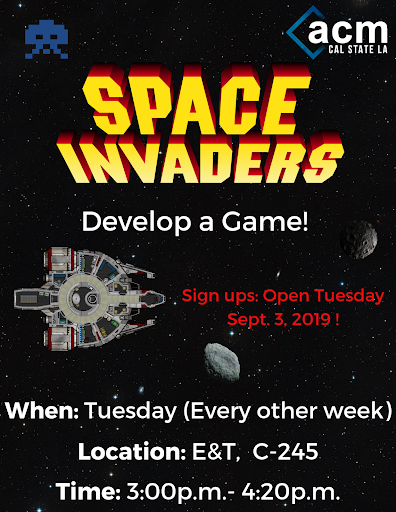 acm
CAL STATE LA
SPACE
INVADERS
Develop a Game!
Sign ups: Open Tuesday
Sept. 3, 2019 !
When: Tuesday (Every other week)
Location: E&T, C-245
Time: 3:00p.m.- 4:20p.m.